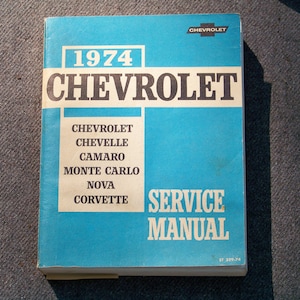 CHEVROLET
1974
CHEVROLET
CHEVROLET
CHEVELLE
CAMARO
MONTE CARLO
NOVA
CORVETTE
SERVICE
MANUAL